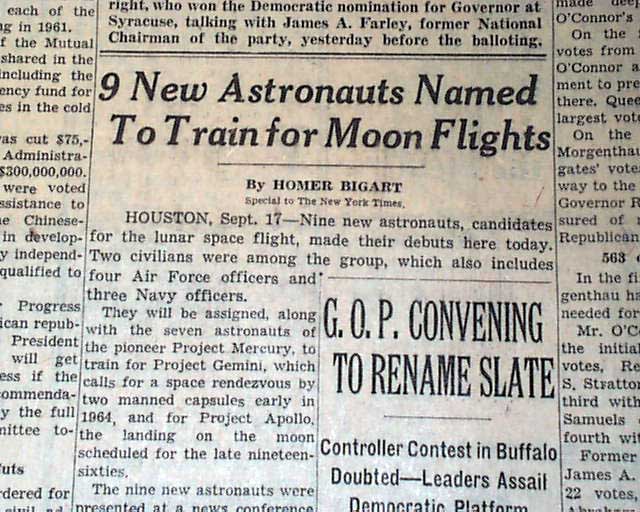 each of the
g in 1961.
f the Mutual
shared in the
including the
ency fund for
es in the cold
as cut $75,-
Administra-
$300,000,000.
were voted
ssistance to
e Chinese-
in develop-
y independ-
qualified to
Progress
ican repub-
President
will get
ess if the
commenda-
y the full
mittee to-
uts
rdered for
right, who won the Democratic nomination for Governor at
Syracuse, talking with James A. Farley, former National
Chairman of the party, yesterday before the balloting.
9 New Astronauts Named
To Train for Moon Flights
By HOMER BIGART
Special to The New York Times.
HOUSTON, Sept. 17—Nine new astronauts, candidates
for the lunar space flight, made their debuts here today.
Two civilians were among the group, which also includes
four Air Force officers and
three Navy officers.
They will be assigned, along
with the seven astronauts of
the pioneer Project Mercury, to
train for Project Gemini, which
calls for a space rendezvous by
two manned capsules early in
1964, and for Project Apollo,
the landing on the moon
scheduled for the late nineteen-
sixties.
The nine new astronauts were
presented at a news conference
G. O. P. CONVENING
TO RENAME SLATE
Controller Contest in Buffalo
Doubted—Leaders Assail
Democratic Platform
made deep
O'Connor's
On the
votes from
O'Connor a
ment to pre
there. Quee
largest vote
On the
Morgenthau
gates' vote
way to the
Governor R
sured of
Republican
563
In the fi
genthau h
needed for
Mr. O'C
the initial
votes, Re
S. Stratto
third with
Samuels
fourth wit
Former
James A.
22 votes,